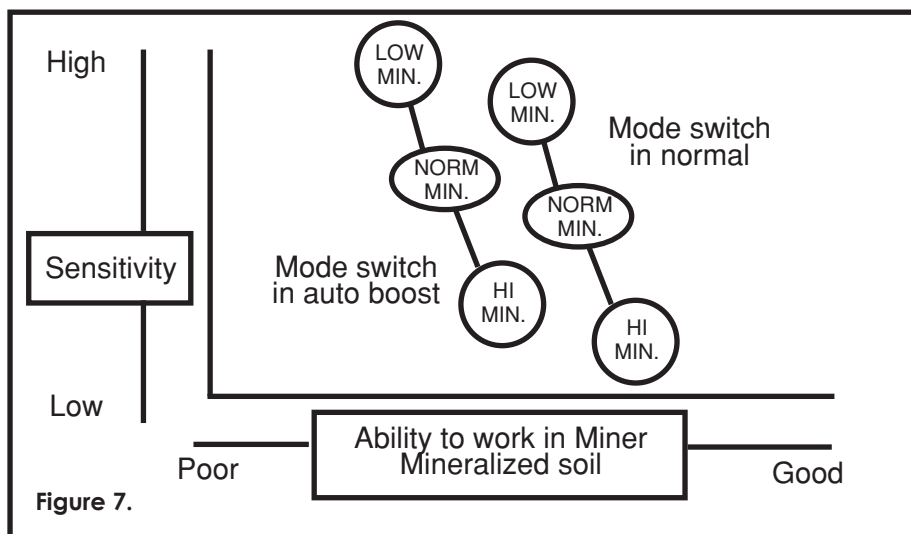 High
Sensitivity
Low
LOW
MIN.
NORM
MIN.
HI
MIN.
Mode switch
in auto boost
LOW
MIN.
NORM
MIN.
HI
MIN.
Mode switch
in normal
Poor
Ability to work in Miner
Mineralized soil
Good
Figure 7.